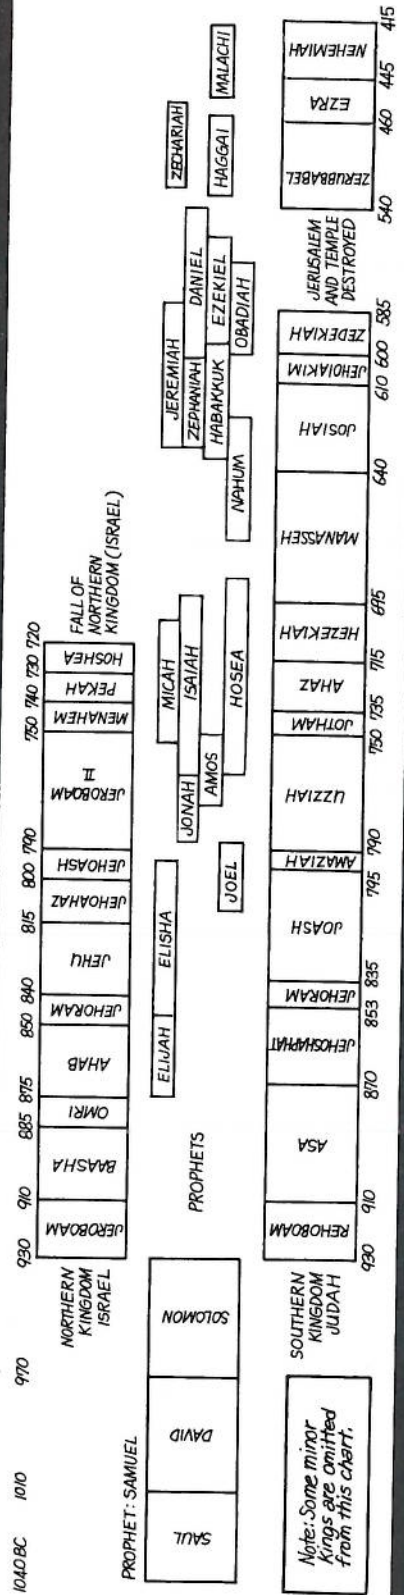 1040 BC 1010 970 930 910 885 875 850 840 815 800 790 750 740 730 720
NORTHERN
KINGDOM
ISRAEL
JEROBOAM
BAASHA
OMRI
AHAB
JEHORAM
JEHU
JEHOAHAZ
JEHOASH
JEROBOAM
II
MENAHEM
PEKAH
HOSHEA
FALL OF
NORTHERN
KINGDOM (ISRAEL)
PROPHET: SAMUEL
SAUL
DAVID
SOLOMON
PROPHETS
ELIJAH
ELISHA
JOEL
JONAH
AMOS
MICAH
ISAIAH
HOSEA
NAHUM
JEREMIAH
ZEPHANIAH
HABAKKUK
DANIEL
EZEKIEL
OBADIAH
ZECHARIAH
HAGGAI
MALACHI
Note: Some minor
Kings are omitted
from this chart.
SOUTHERN
KINGDOM
JUDAH
REHOBOAM
ASA
JEHOSHAPHAT
JEHORAM
JOASH
AMAZIAH
UZZIAH
JOTHAM
AHAZ
HEZEKIAH
MANASSEH
JOSIAH
JEHOIAKIM
ZEDEKIAH
JERUSALEM
AND TEMPLE
DESTROYED
ZERUBBABEL
EZRA
NEHEMIAH
930 910 870 853 835 795 790 750 735 715 695 640 610 600 585 540 460 445 415